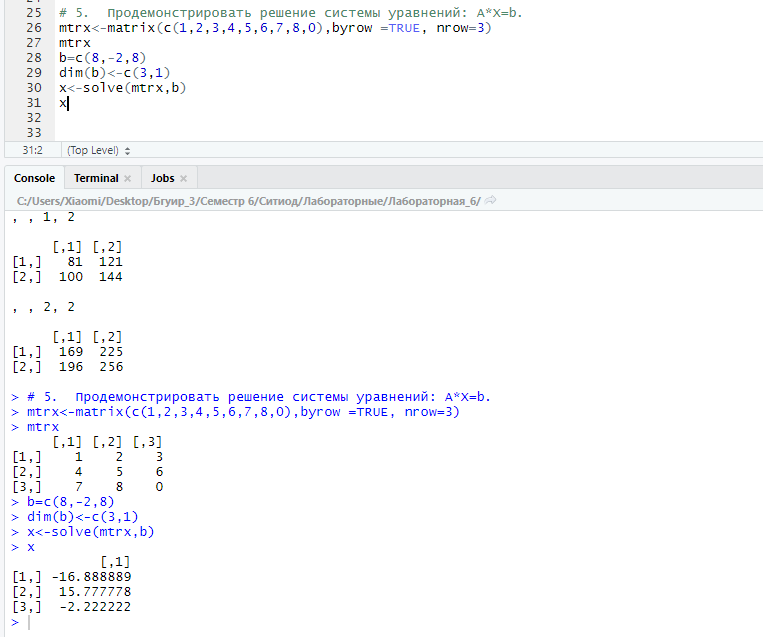 25 # 5.  Продемонстрировать решение системы уравнений: A*X=b.
26 mtrx<-matrix(c(1,2,3,4,5,6,7,8,0),byrow =TRUE, nrow=3)
27 mtrx
28 b=c(8,-2,8)
29 dim(b)<-c(3,1)
30 x<-solve(mtrx,b)
31 x
32
33
31:2 (Top Level)
Console Terminal Jobs
C:/Users/Xiaomi/Desktop/Бгуир_3/Семестр 6/Ситиод/Лабораторные/Лабораторная_6/
, , 1, 2
     [,1] [,2]
[1,]   81  121
[2,]  100  144
, , 2, 2
     [,1] [,2]
[1,]  169  225
[2,]  196  256
> # 5.  Продемонстрировать решение системы уравнений: A*X=b.
> mtrx<-matrix(c(1,2,3,4,5,6,7,8,0),byrow =TRUE, nrow=3)
> mtrx
     [,1] [,2] [,3]
[1,]    1    2    3
[2,]    4    5    6
[3,]    7    8    0
> b=c(8,-2,8)
> dim(b)<-c(3,1)
> x<-solve(mtrx,b)
> x
           [,1]
[1,] -16.888889
[2,]  15.777778
[3,]  -2.222222
>